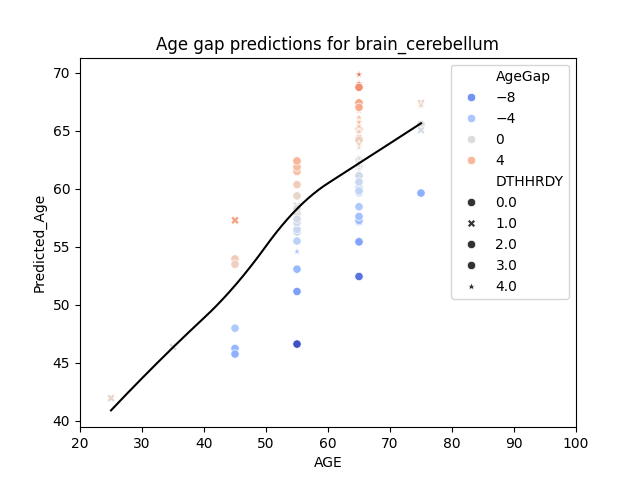 Age gap predictions for brain_cerebellum
Predicted_Age
70
65
60
55
50
45
40
20 30 40 50 60 70 80 90 100
AGE
AgeGap
−8
−4
0
4
DTHHRDY
0.0
1.0
2.0
3.0
4.0